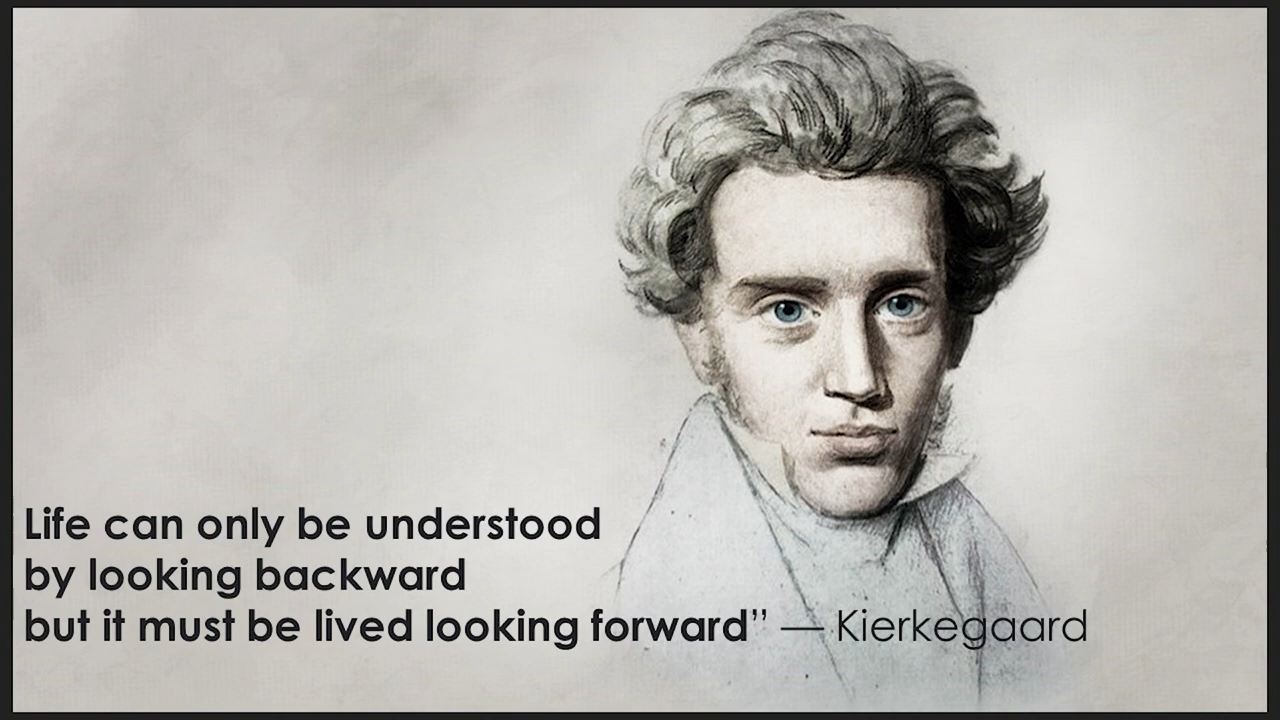 Life can only be understood
by looking backward
but it must be lived looking forward” — Kierkegaard